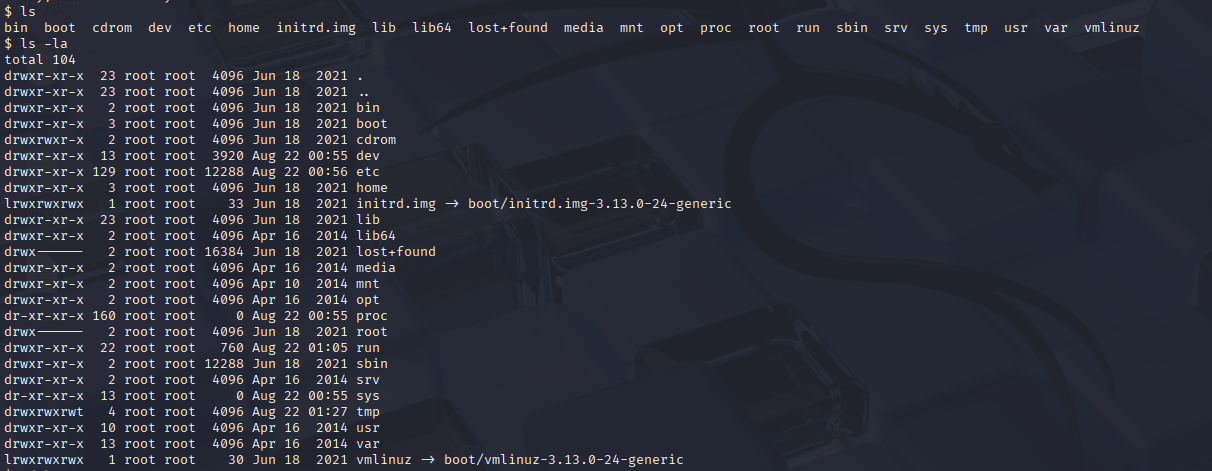 $ ls
bin  boot  cdrom  dev  etc  home  initrd.img  lib  lib64  lost+found  media  mnt  opt  proc  root  run  sbin  srv  sys  tmp  usr  var  vmlinuz
$ ls -la
total 104
drwxr-xr-x  23 root root  4096 Jun 18  2021 .
drwxr-xr-x  23 root root  4096 Jun 18  2021 ..
drwxr-xr-x   2 root root  4096 Jun 18  2021 bin
drwxr-xr-x   3 root root  4096 Jun 18  2021 boot
drwxrwxr-x   2 root root  4096 Jun 18  2021 cdrom
drwxr-xr-x  13 root root  3920 Aug 22 00:55 dev
drwxr-xr-x 129 root root 12288 Aug 22 00:56 etc
drwxr-xr-x   3 root root  4096 Jun 18  2021 home
lrwxrwxrwx   1 root root    33 Jun 18  2021 initrd.img -> boot/initrd.img-3.13.0-24-generic
drwxr-xr-x  23 root root  4096 Jun 18  2021 lib
drwxr-xr-x   2 root root  4096 Apr 16  2014 lib64
drwx------   2 root root 16384 Jun 18  2021 lost+found
drwxr-xr-x   2 root root  4096 Apr 16  2014 media
drwxr-xr-x   2 root root  4096 Apr 10  2014 mnt
drwxr-xr-x   2 root root  4096 Apr 16  2014 opt
dr-xr-xr-x 160 root root     0 Aug 22 00:55 proc
drwx------   2 root root  4096 Jun 18  2021 root
drwxr-xr-x  22 root root   760 Aug 22 01:05 run
drwxr-xr-x   2 root root 12288 Jun 18  2021 sbin
drwxr-xr-x   2 root root  4096 Apr 16  2014 srv
dr-xr-xr-x  13 root root     0 Aug 22 00:55 sys
drwxrwxrwt   4 root root  4096 Aug 22 01:27 tmp
drwxr-xr-x  10 root root  4096 Apr 16  2014 usr
drwxr-xr-x  13 root root  4096 Apr 16  2014 var
lrwxrwxrwx   1 root root    30 Jun 18  2021 vmlinuz -> boot/vmlinuz-3.13.0-24-generic